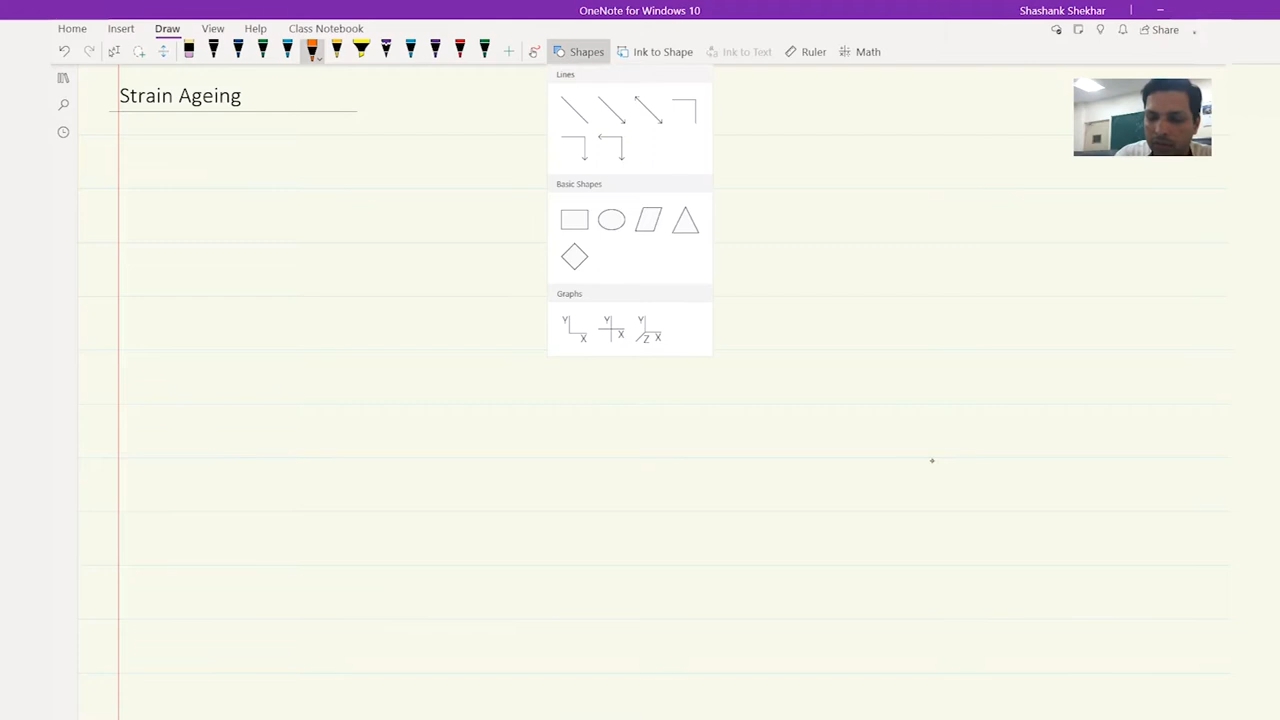 OneNote for Windows 10
Shashank Shekhar
Home Insert Draw View Help Class Notebook
Share
Shapes Ink to Shape Ink to Text Ruler Math
Lines
Strain Ageing
Basic Shapes
Graphs
Y Y Y
X X Z X